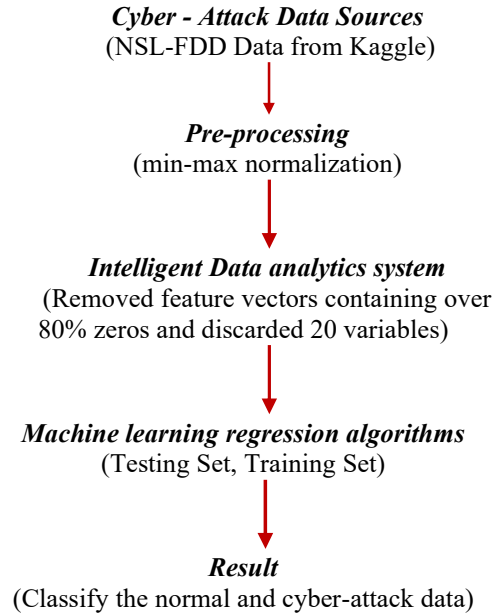 Cyber - Attack Data Sources
(NSL-FDD Data from Kaggle)
Pre-processing
(min-max normalization)
Intelligent Data analytics system
(Removed feature vectors containing over
80% zeros and discarded 20 variables)
Machine learning regression algorithms
(Testing Set, Training Set)
Result
(Classify the normal and cyber-attack data)